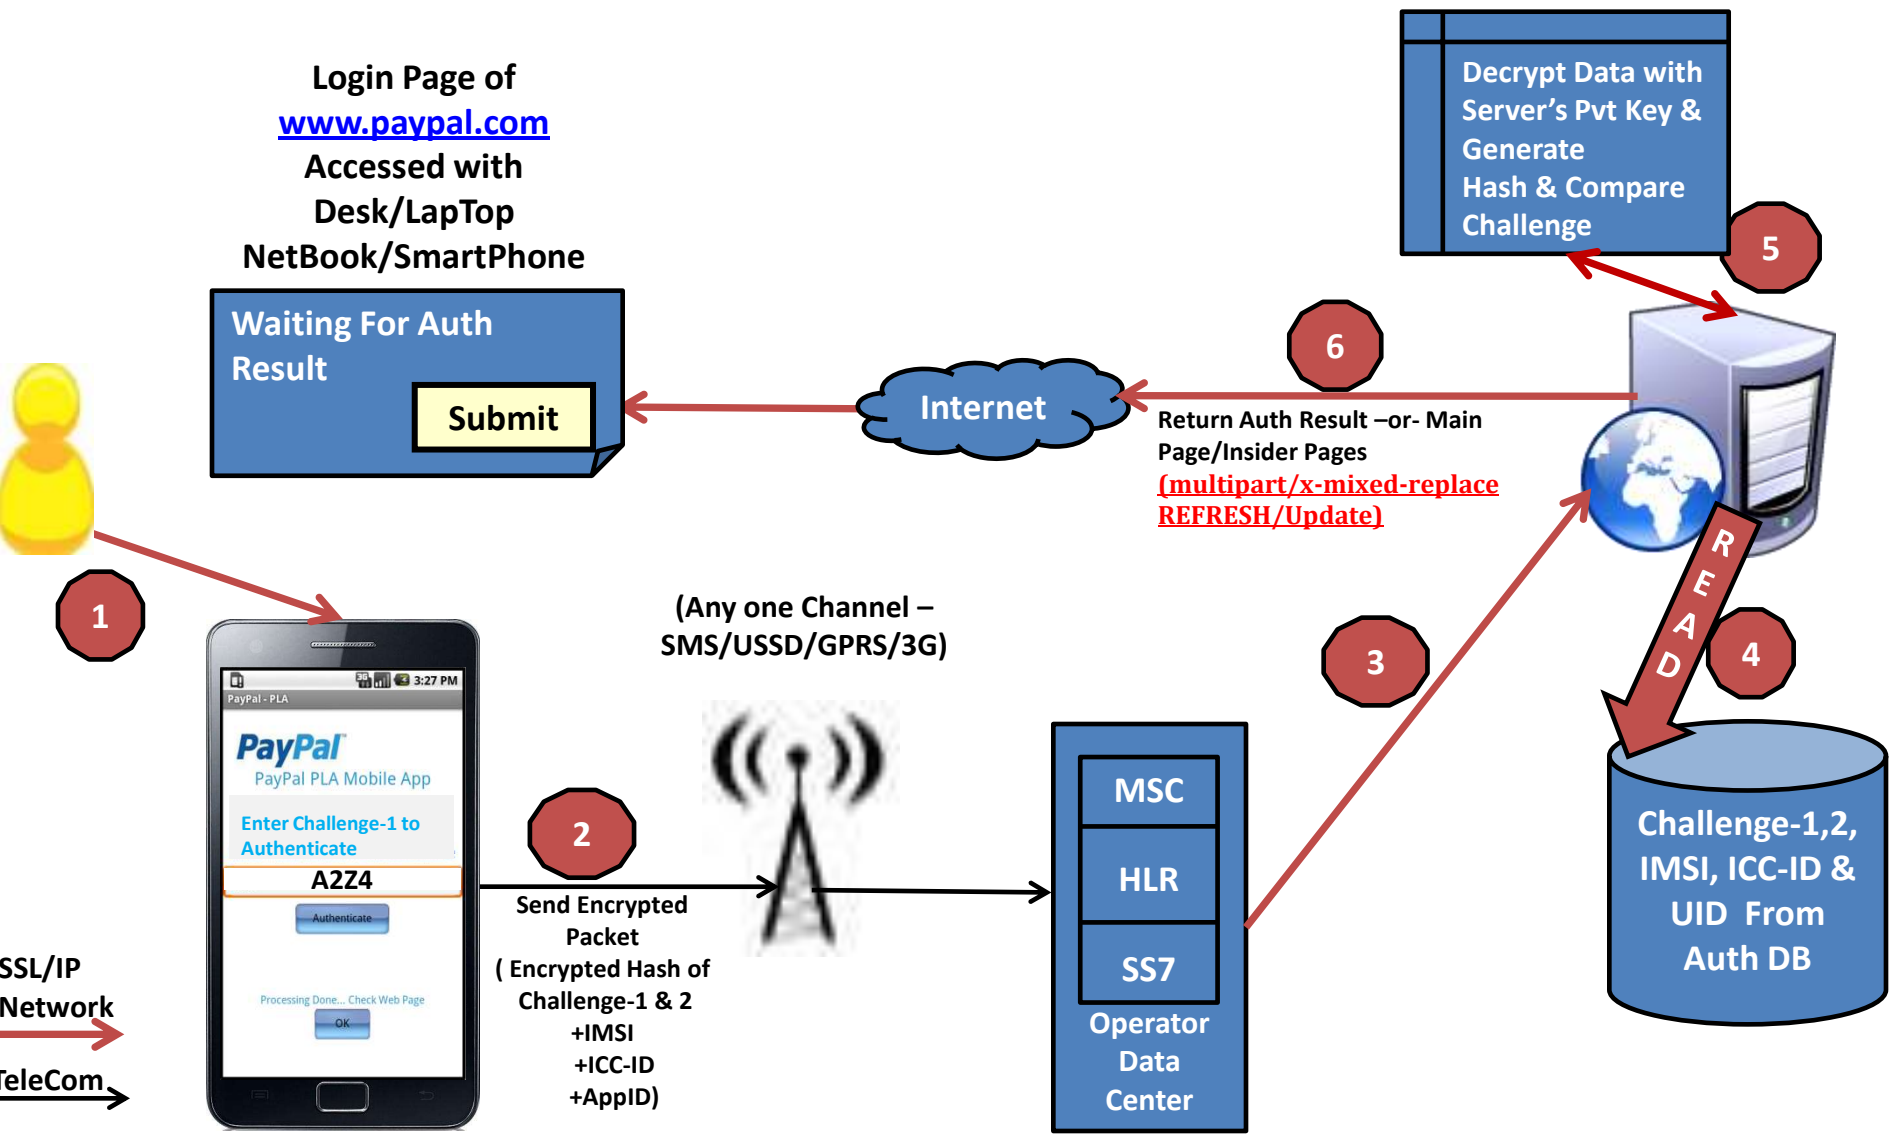 Login Page of
www.paypal.com
Accessed with
Desk/LapTop
NetBook/SmartPhone
Waiting For Auth
Result
Submit
Internet
6
Return Auth Result –or- Main
Page/Insider Pages
(multipart/x-mixed-replace
REFRESH/Update)
Decrypt Data with
Server's Pvt Key &
Generate
Hash & Compare
Challenge
5
READ
4
Challenge-1,2,
IMSI, ICC-ID &
UID From
Auth DB
3
1
3G
3:27 PM
PayPal - PLA
PayPal™
PayPal PLA Mobile App
Enter Challenge-1 to
Authenticate
A2Z4
Authenticate
Processing Done... Check Web Page
OK
2
Send Encrypted
Packet
( Encrypted Hash of
Challenge-1 & 2
+IMSI
+ICC-ID
+AppID)
(Any one Channel –
SMS/USSD/GPRS/3G)
MSC
HLR
SS7
Operator
Data
Center
SSL/IP
Network
TeleCom